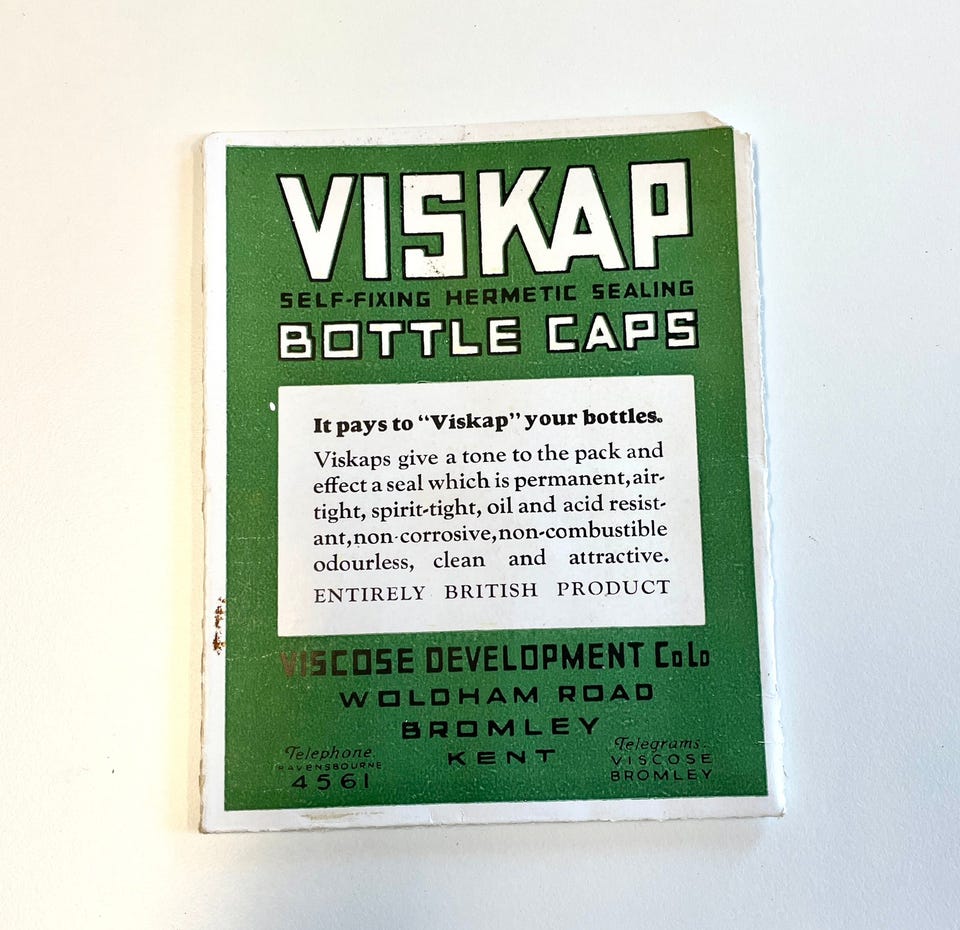 VISKAP
SELF-FIXING HERMETIC SEALING
BOTTLE CAPS
It pays to “Viskap” your bottles.
Viskaps give a tone to the pack and
effect a seal which is permanent, air-
tight, spirit-tight, oil and acid resist-
ant, non-corrosive, non-combustible
odourless, clean and attractive.
ENTIRELY BRITISH PRODUCT
VISCOSE DEVELOPMENT Co Lo
WOLDHAM ROAD
BROMLEY
KENT
Telephone
RAVENSBOURNE
4561
Telegrams:
VISCOSE
BROMLEY